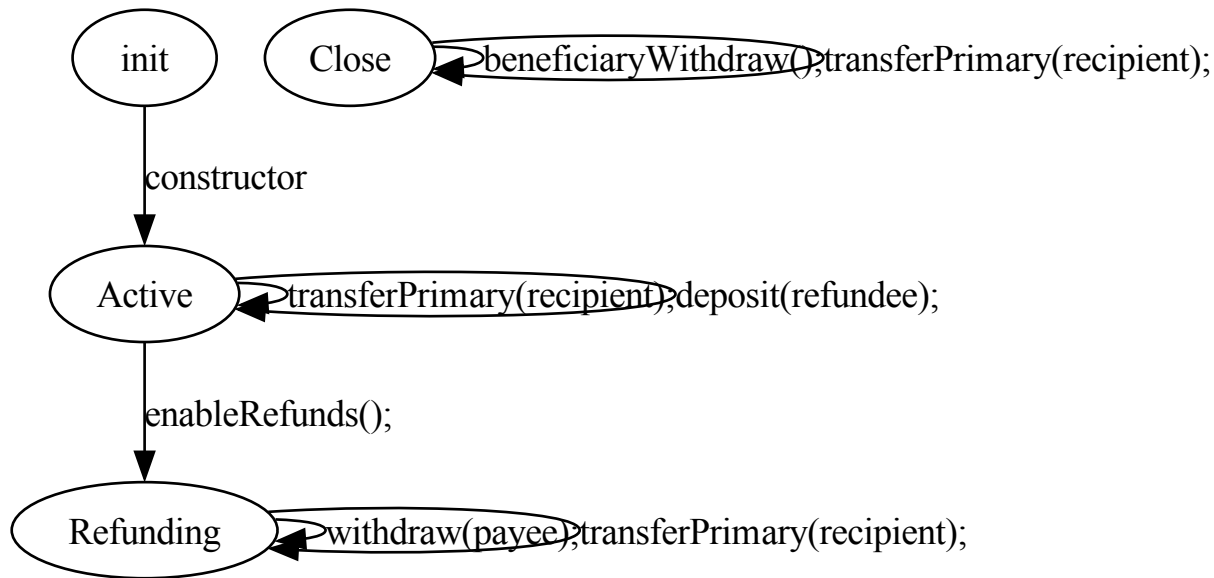 init
Close
beneficiaryWithdraw();
transferPrimary(recipient);
constructor
Active
transferPrimary(recipient);
deposit(refundee);
enableRefunds();
Refunding
withdraw(payee);
transferPrimary(recipient);